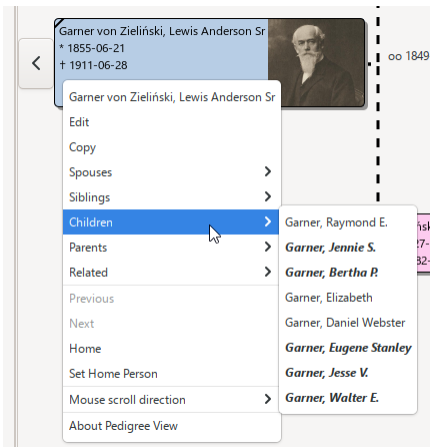 Garner von Zieliński, Lewis Anderson Sr
* 1855-06-21
† 1911-06-28
oo 1849
Garner von Zieliński, Lewis Anderson Sr
Edit
Copy
Spouses
Siblings
Children
Parents
Related
Previous
Next
Home
Set Home Person
Mouse scroll direction
About Pedigree View
Garner, Raymond E.
Garner, Jennie S.
Garner, Bertha P.
Garner, Elizabeth
Garner, Daniel Webster
Garner, Eugene Stanley
Garner, Jesse V.
Garner, Walter E.